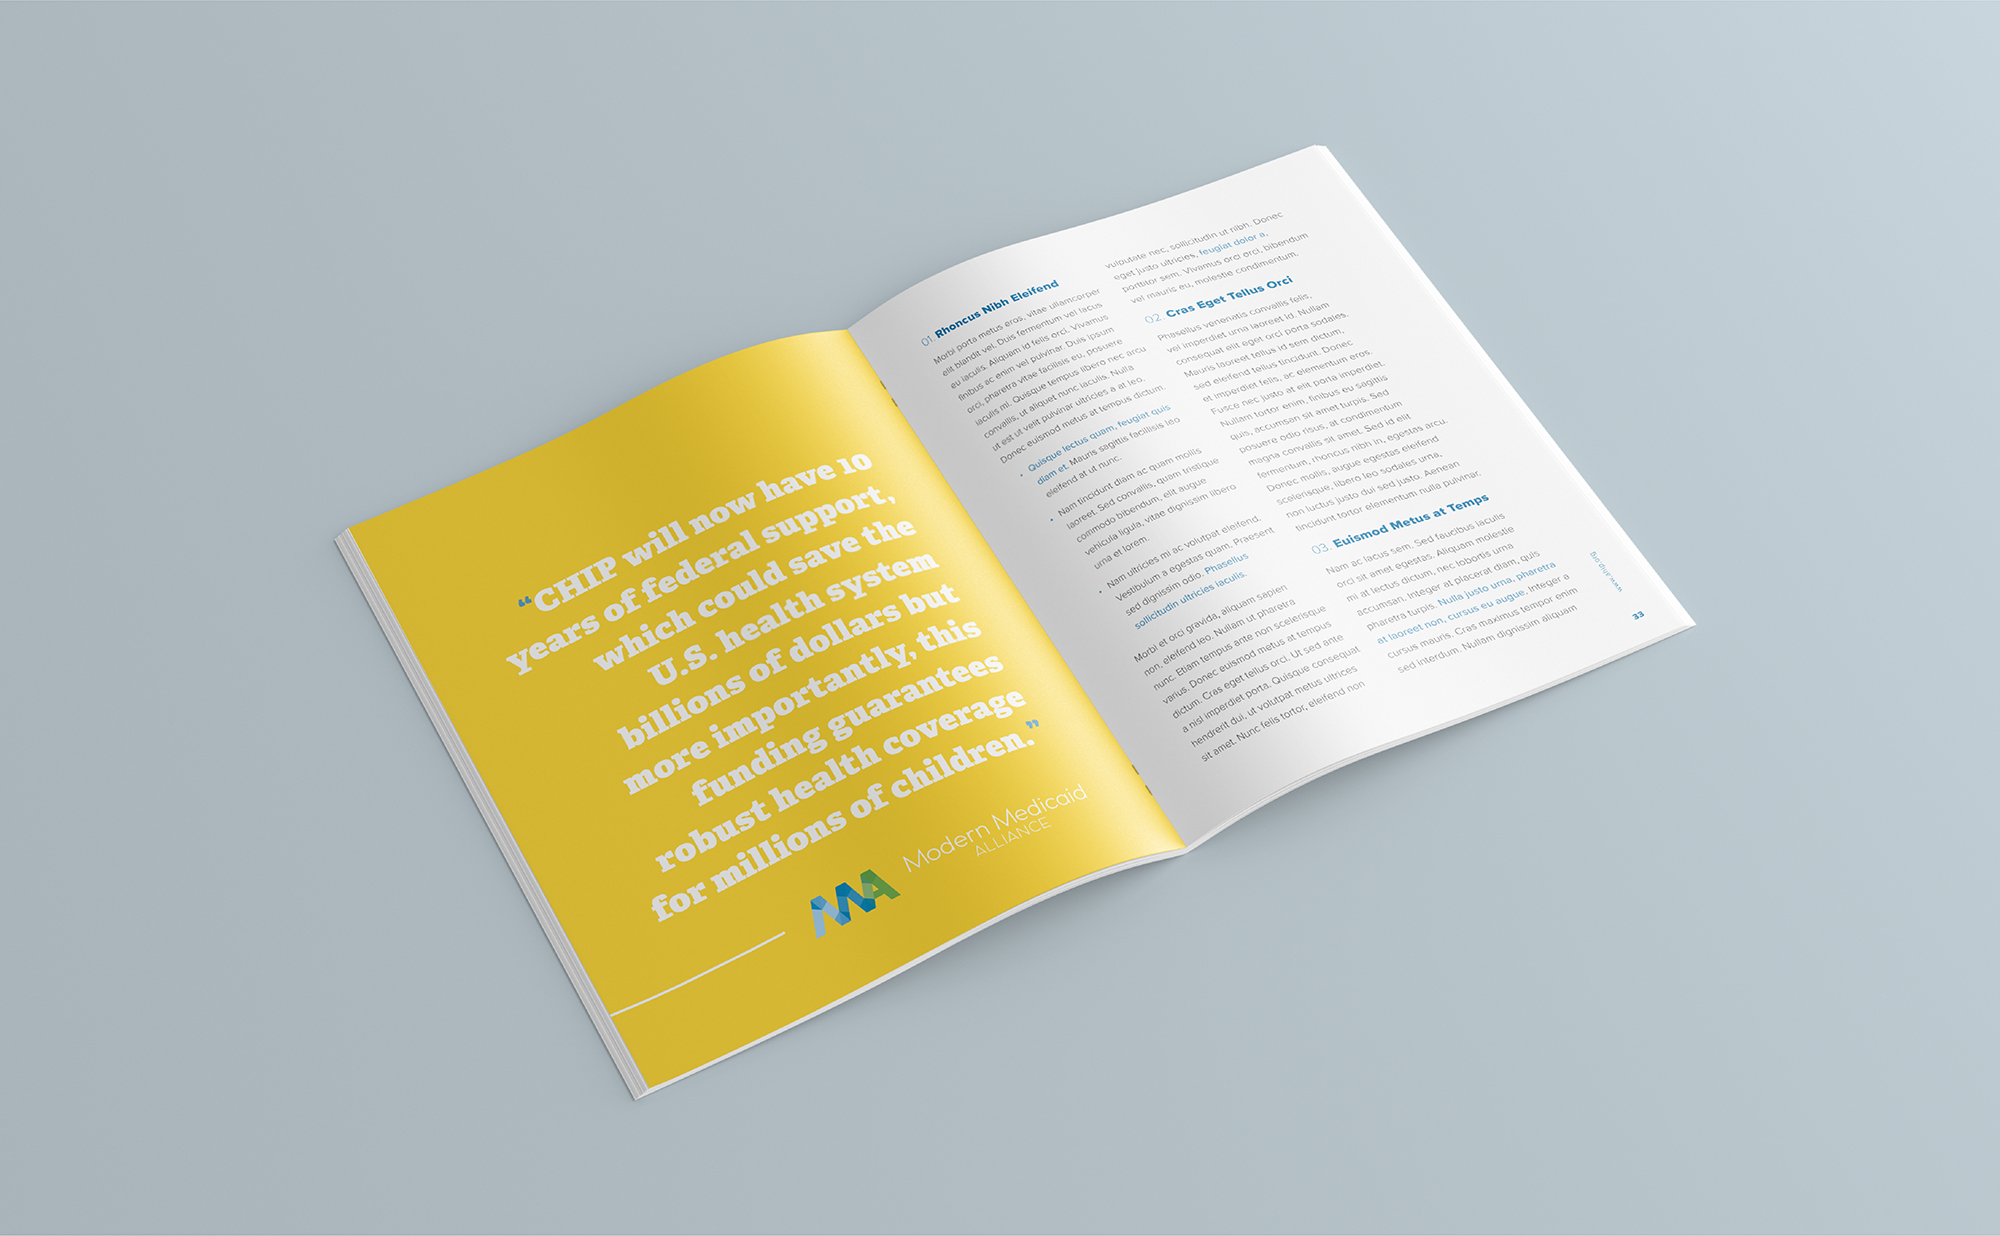 “CHIP will now have 10
years of federal support,
which could save the
U.S. health system
billions of dollars but
more importantly, this
funding guarantees
robust health coverage
for millions of children.”
MMA Modern Medicaid
ALLIANCE
01. Rhoncus Nibh Eleifend
Morbi porta metus eros, vitae ullamcorper
elit blandit vel. Duis fermentum vel lacus
eu iaculis. Aliquam id felis orci. Vivamus
finibus ac enim vel pulvinar. Duis ipsum
orci, pharetra vitae facilisis eu, posuere
iaculis mi. Quisque tempus libero nec arcu
convallis, ut aliquet nunc iaculis. Nulla
ut est ut velit pulvinar ultricies a at leo.
Donec euismod metus at tempus dictum.
• Quisque lectus quam, feugiat quis
diam et. Mauris sagittis facilisis leo
eleifend at ut nunc.
• Nam tincidunt diam ac quam mollis
laoreet. Sed convallis, quam tristique
commodo bibendum, elit augue
vehicula ligula, vitae dignissim libero
urna et lorem.
• Nam ultricies mi ac volutpat eleifend.
Vestibulum a egestas quam. Praesent
sed dignissim odio. Phasellus
sollicitudin ultricies iaculis.
Morbi et orci gravida, aliquam sapien
non, eleifend leo. Nullam ut pharetra
nunc. Etiam tempus ante non scelerisque
varius. Donec euismod metus at tempus
dictum. Cras eget tellus orci. Ut sed ante
a nisl imperdiet porta. Quisque consequat
hendrerit dui, ut volutpat metus ultrices
sit amet. Nunc felis tortor, eleifend non
vulputate nec, sollicitudin ut nibh. Donec
eget justo ultricies, feugiat dolor a,
porttitor sem. Vivamus orci orci, bibendum
vel mauris eu, molestie condimentum.
02. Cras Eget Tellus Orci
Phasellus venenatis convallis felis,
vel imperdiet urna laoreet id. Nullam
consequat elit eget orci porta sodales.
Mauris laoreet tellus id sem dictum,
sed eleifend tellus tincidunt. Donec
et imperdiet felis, ac elementum eros.
Fusce nec justo at elit porta imperdiet.
Nullam tortor enim, finibus eu sagittis
quis, accumsan sit amet turpis. Sed
posuere odio risus, at condimentum
magna convallis sit amet. Sed id elit
fermentum, rhoncus nibh in, egestas arcu.
Donec mollis, augue egestas eleifend
scelerisque, libero leo sodales urna,
non luctus justo dui sed justo. Aenean
tincidunt tortor elementum nulla pulvinar.
03. Euismod Metus at Temps
Nam ac lacus sem. Sed faucibus iaculis
orci sit amet egestas. Aliquam molestie
mi at lectus dictum, nec lobortis urna
accumsan. Integer at placerat diam, quis
pharetra turpis. Nulla justo urna, pharetra
at laoreet non, cursus eu augue. Integer a
cursus mauris. Cras maximus tempor enim
sed interdum. Nullam dignissim aliquam
www.ahip.org
33